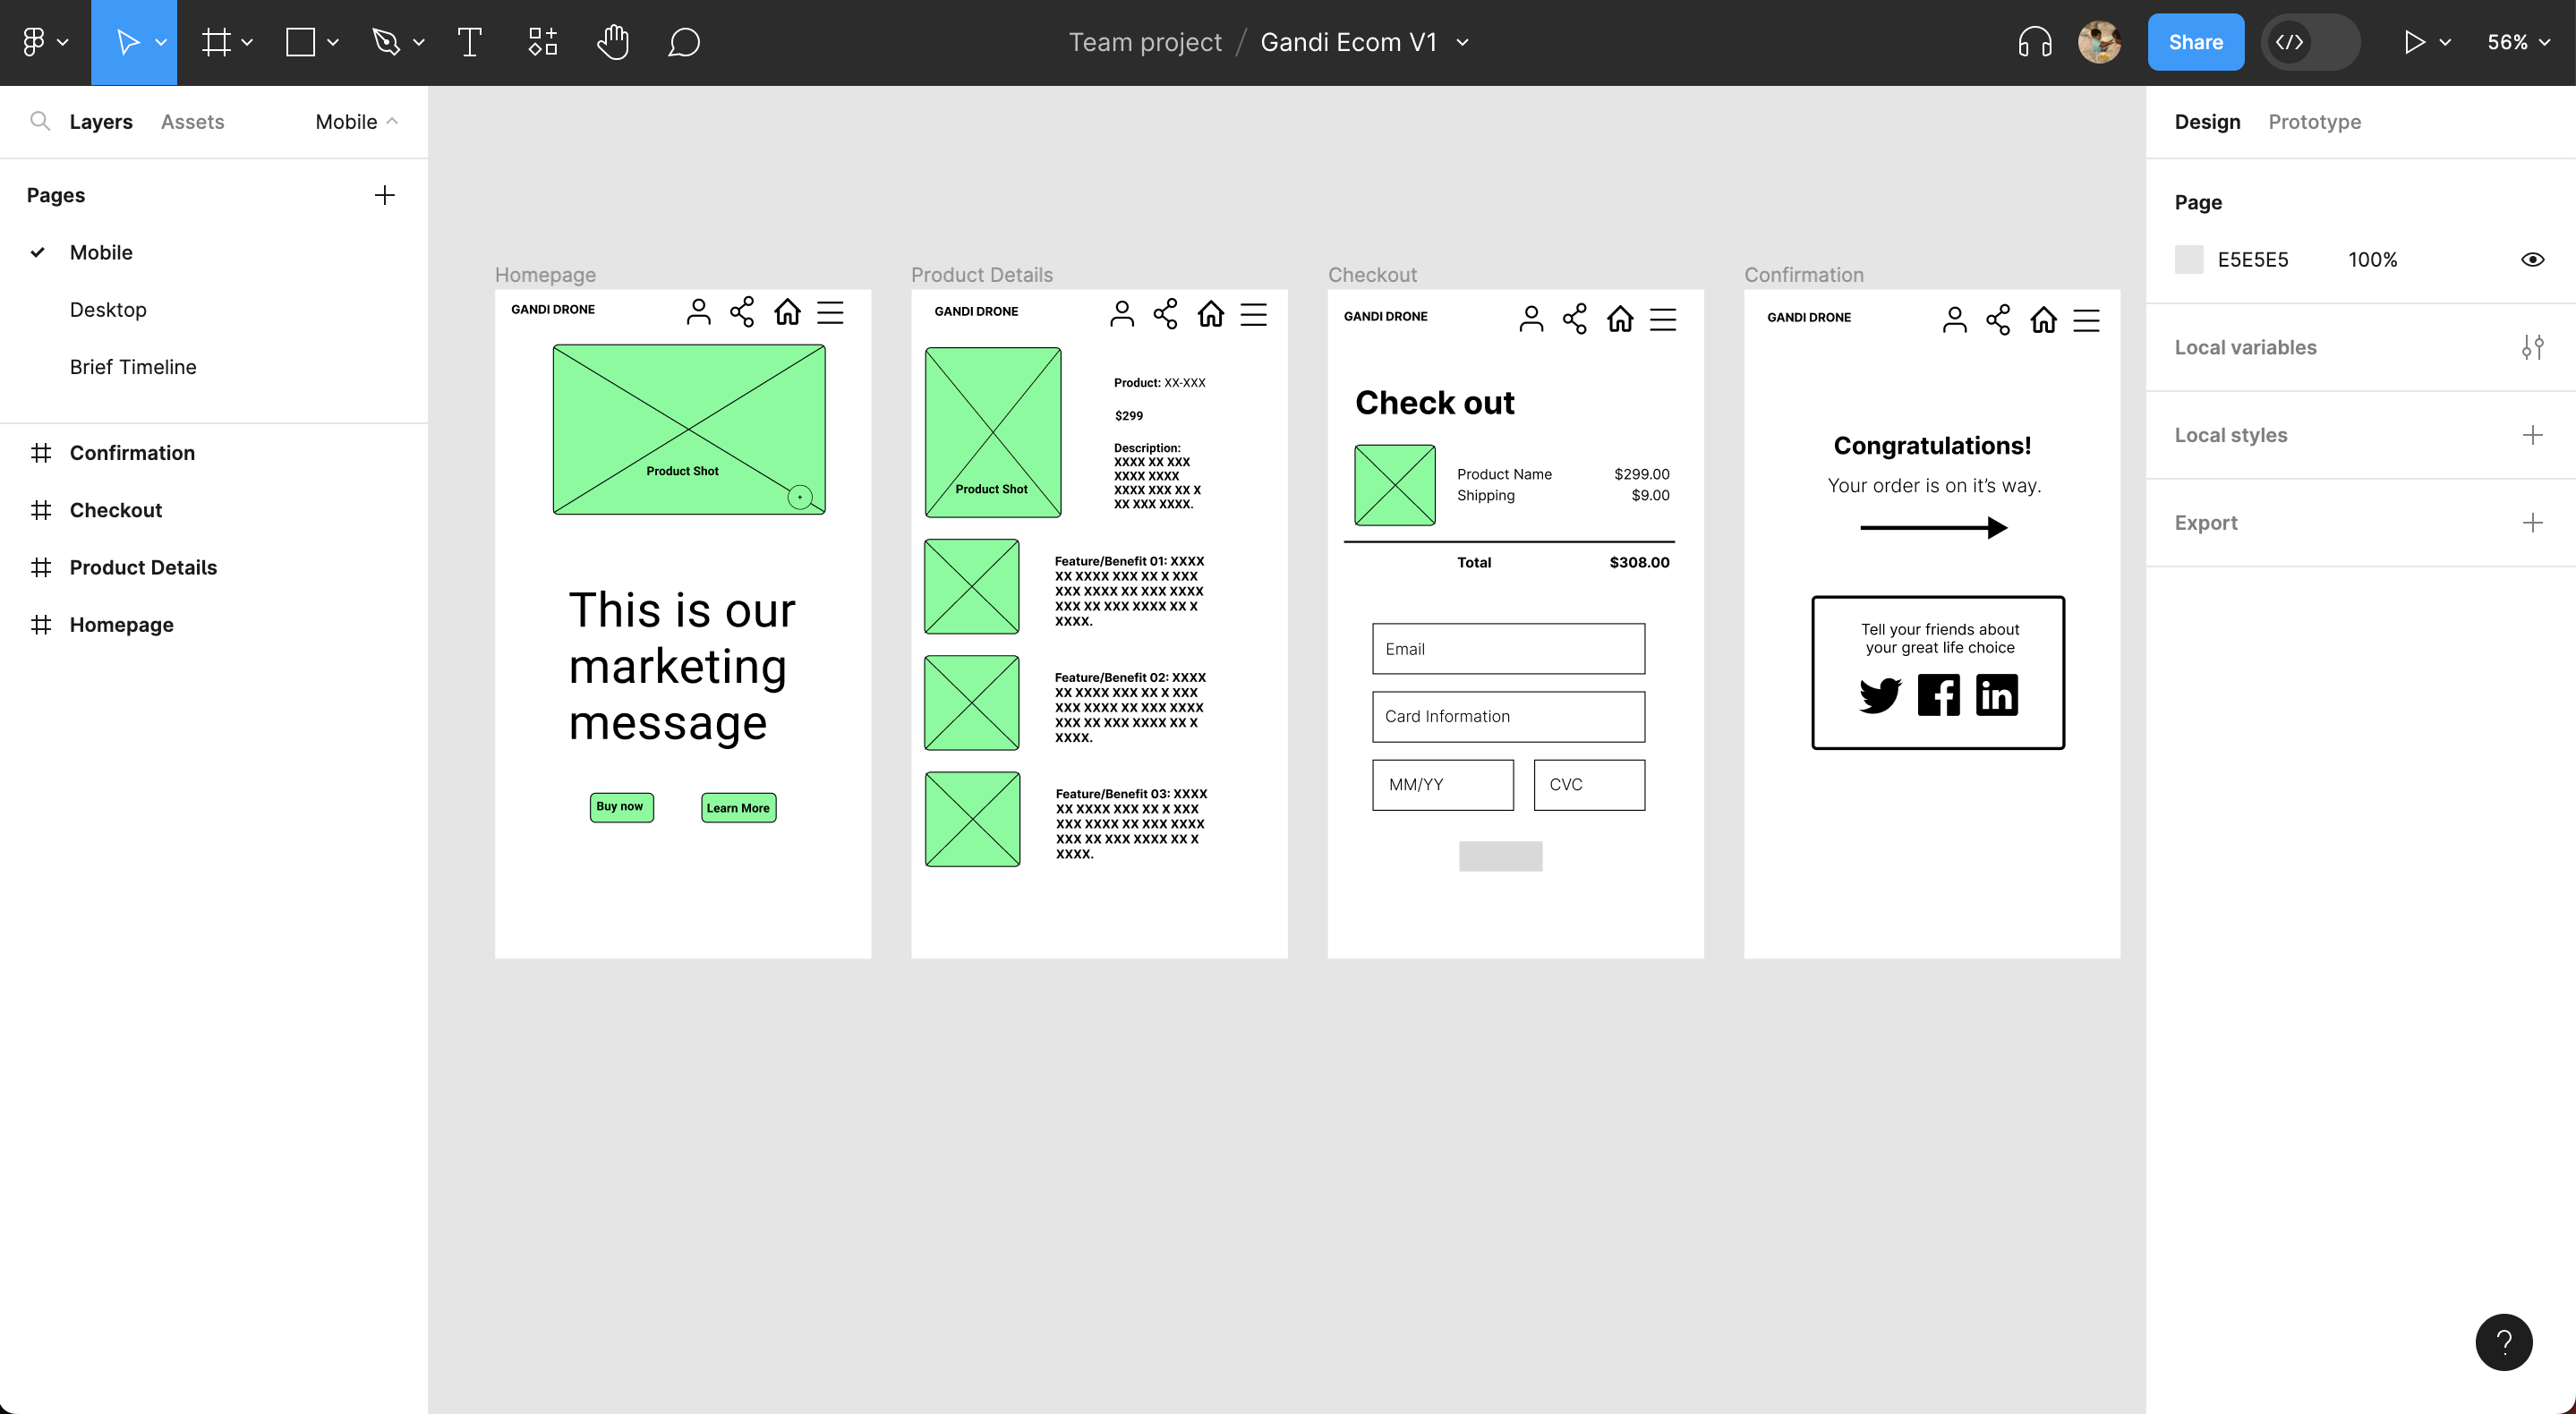 Team project / Gandi Ecom V1
Share
56%
Layers
Assets
Mobile
Pages
Mobile
Desktop
Brief Timeline
Confirmation
Checkout
Product Details
Homepage
Homepage
GANDI DRONE
Product Shot
This is our
marketing
message
Buy now
Learn More
Product Details
GANDI DRONE
Product Shot
Product: XX-XXX
$299
Description:
XXXX XX XXX
XXXX XXXX
XXXX XXX XX X
XX XXX XXXX.
Feature/Benefit 01: XXXX
XX XXXX XXX XX X XXX
XXX XXXX XX XXX XXXX
XXX XX XXX XXXX XX X
XXXX.
Feature/Benefit 02: XXXX
XX XXXX XXX XX X XXX
XXX XXXX XX XXX XXXX
XXX XX XXX XXXX XX X
XXXX.
Feature/Benefit 03: XXXX
XX XXXX XXX XX X XXX
XXX XXXX XX XXX XXXX
XXX XX XXX XXXX XX X
XXXX.
Checkout
GANDI DRONE
Check out
Product Name $299.00
Shipping $9.00
Total $308.00
Email
Card Information
MM/YY
CVC
Confirmation
GANDI DRONE
Congratulations!
Your order is on it’s way.
Tell your friends about
your great life choice
Design
Prototype
Page
E5E5E5 100%
Local variables
Local styles
Export
?